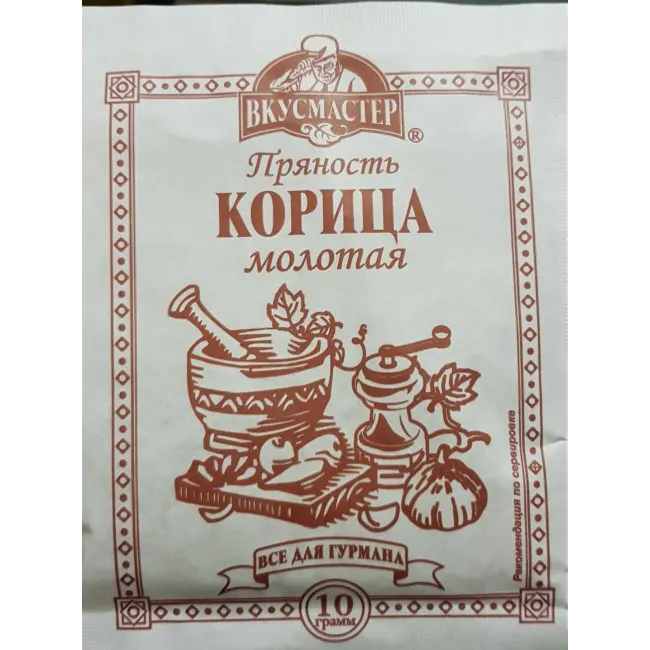 ВКУСМАСТЕР
®
Пряность
КОРИЦА
молотая
Рекомендация по сервировке
ВСЕ ДЛЯ ГУРМАНА
10
грамм